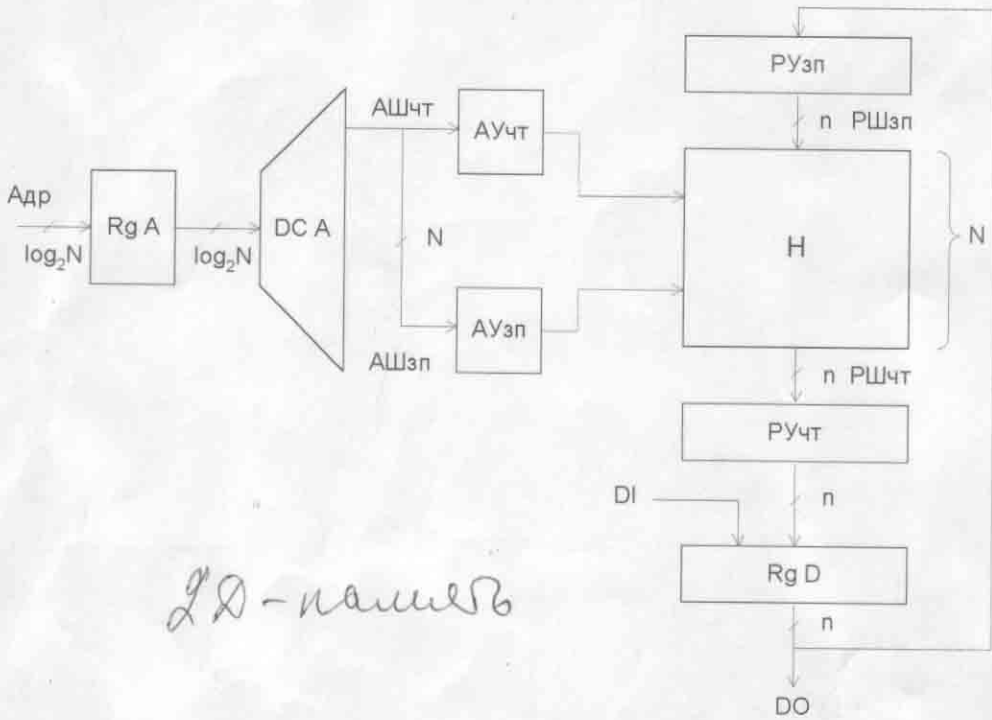 РУзп
n РШзп
АШчт
АУчт
Адр
Rg A
DC A
log₂N
log₂N
N
H
N
АШзп
АУзп
n РШчт
РУчт
DI
n
Rg D
n
DO
2D-память